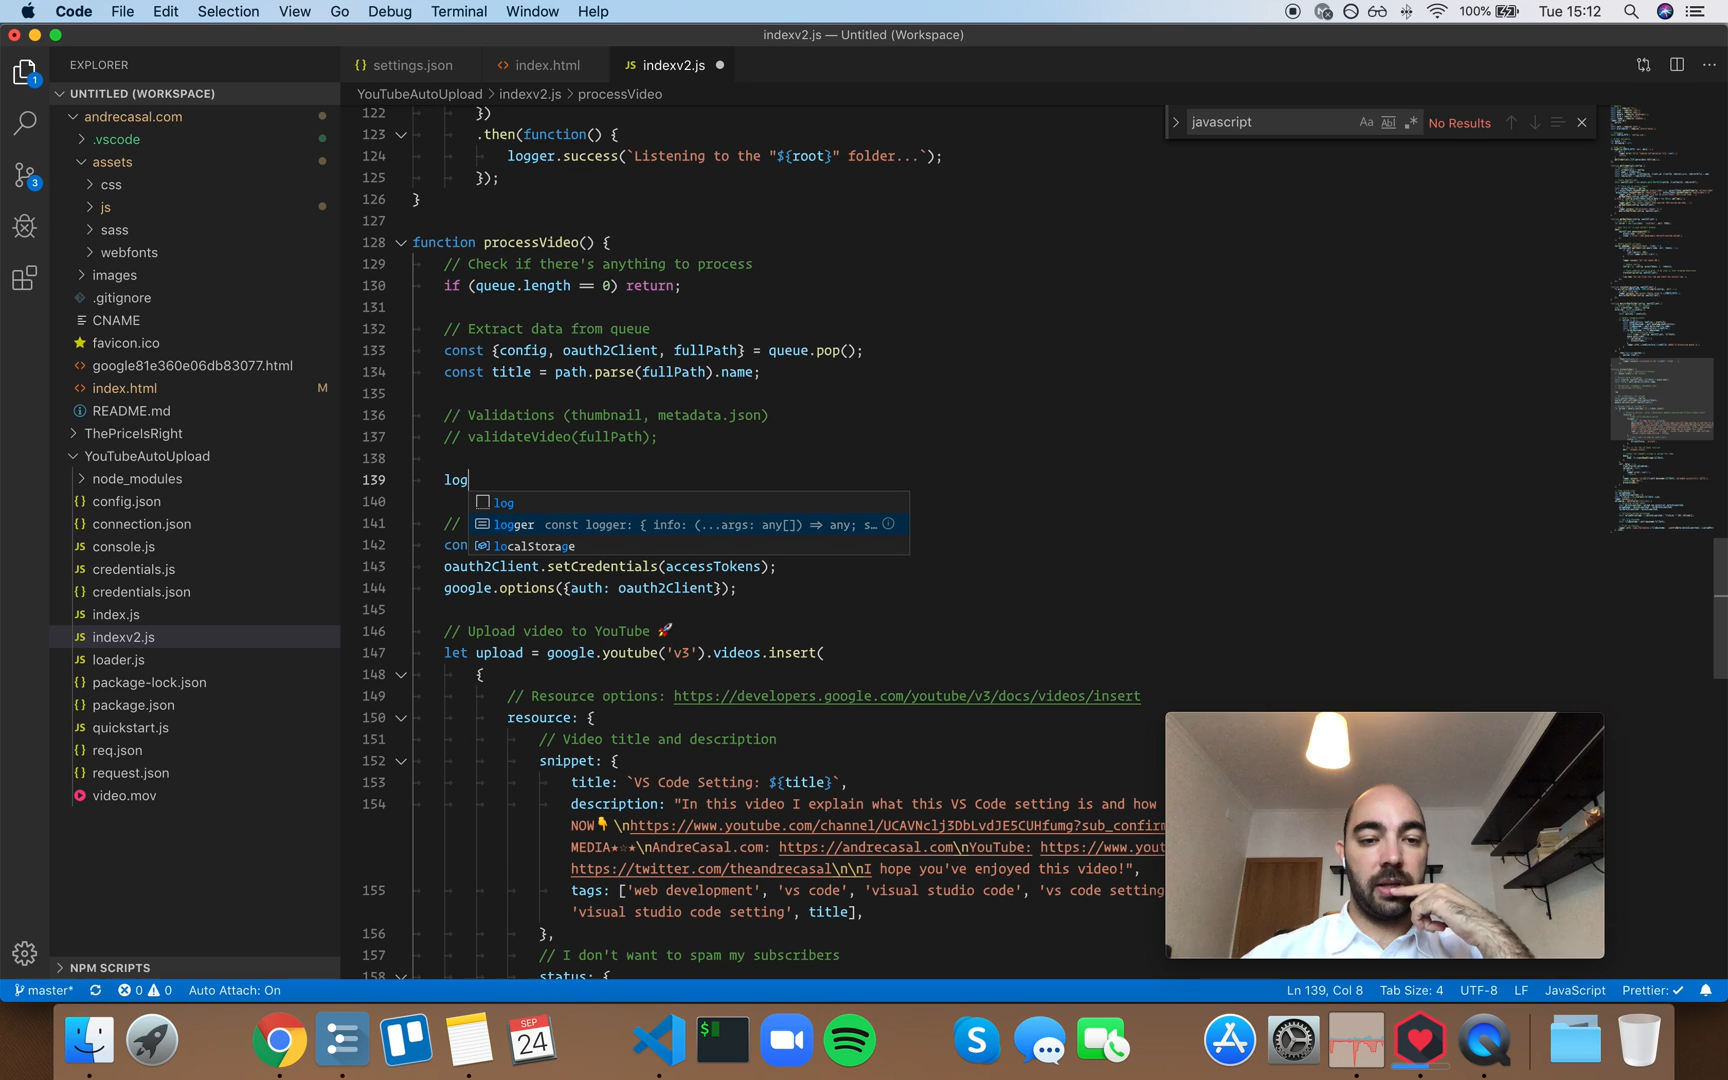 Code File Edit Selection View Go Debug Terminal Window Help
100% Tue 15:12
indexv2.js — Untitled (Workspace)
EXPLORER
{} settings.json <> index.html JS indexv2.js
UNTITLED (WORKSPACE)
YouTubeAutoUpload > indexv2.js > processVideo
javascript Aa Abl .* No Results
1
3
andrecasal.com
.vscode
assets
css
js
sass
webfonts
images
.gitignore
CNAME
favicon.ico
<> google81e360e06db83077.html
<> index.html M
README.md
ThePriceIsRight
YouTubeAutoUpload
node_modules
{} config.json
{} connection.json
JS console.js
JS credentials.js
{} credentials.json
JS index.js
JS indexv2.js
JS loader.js
{} package-lock.json
{} package.json
JS quickstart.js
{} req.json
{} request.json
video.mov
NPM SCRIPTS
122 })
123 .then(function() {
124 logger.success(`Listening to the "${root}" folder...`);
125 });
126 }
127
128 function processVideo() {
129 // Check if there's anything to process
130 if (queue.length == 0) return;
131
132 // Extract data from queue
133 const {config, oauth2Client, fullPath} = queue.pop();
134 const title = path.parse(fullPath).name;
135
136 // Validations (thumbnail, metadata.json)
137 // validateVideo(fullPath);
138
139 log
140 log
141 // logger const logger: { info: (...args: any[]) => any; s…
142 con localStorage
143 oauth2Client.setCredentials(accessTokens);
144 google.options({auth: oauth2Client});
145
146 // Upload video to YouTube 🚀
147 let upload = google.youtube('v3').videos.insert(
148 {
149 // Resource options: https://developers.google.com/youtube/v3/docs/videos/insert
150 resource: {
151 // Video title and description
152 snippet: {
153 title: `VS Code Setting: ${title}`,
154 description: "In this video I explain what this VS Code setting is and how
NOW👇 \nhttps://www.youtube.com/channel/UCAVNclj3DbLvdJE5CUHfumg?sub_confirm
MEDIA★☆★\nAndreCasal.com: https://andrecasal.com\nYouTube: https://www.yout
https://twitter.com/theandrecasal\n\nI hope you've enjoyed this video!",
155 tags: ['web development', 'vs code', 'visual studio code', 'vs code setting
'visual studio code setting', title],
156 },
157 // I don't want to spam my subscribers
158 status: {
master* 0 0 Auto Attach: On
Ln 139, Col 8 Tab Size: 4 UTF-8 LF JavaScript Prettier: ✓
SEP
24
$
S